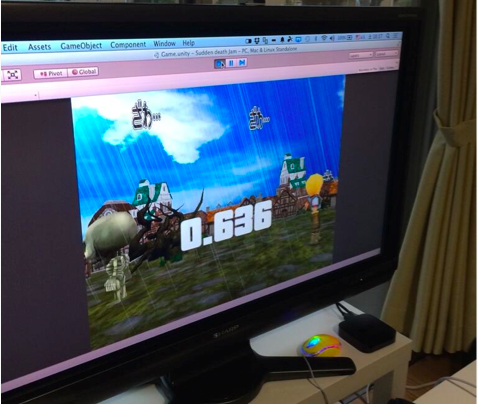 Edit Assets GameObject Component Window Help
Game.unity - Sudden death Jam - PC, Mac & Linux Standalone
Pivot Global
ざわ… ざわ…
0.636